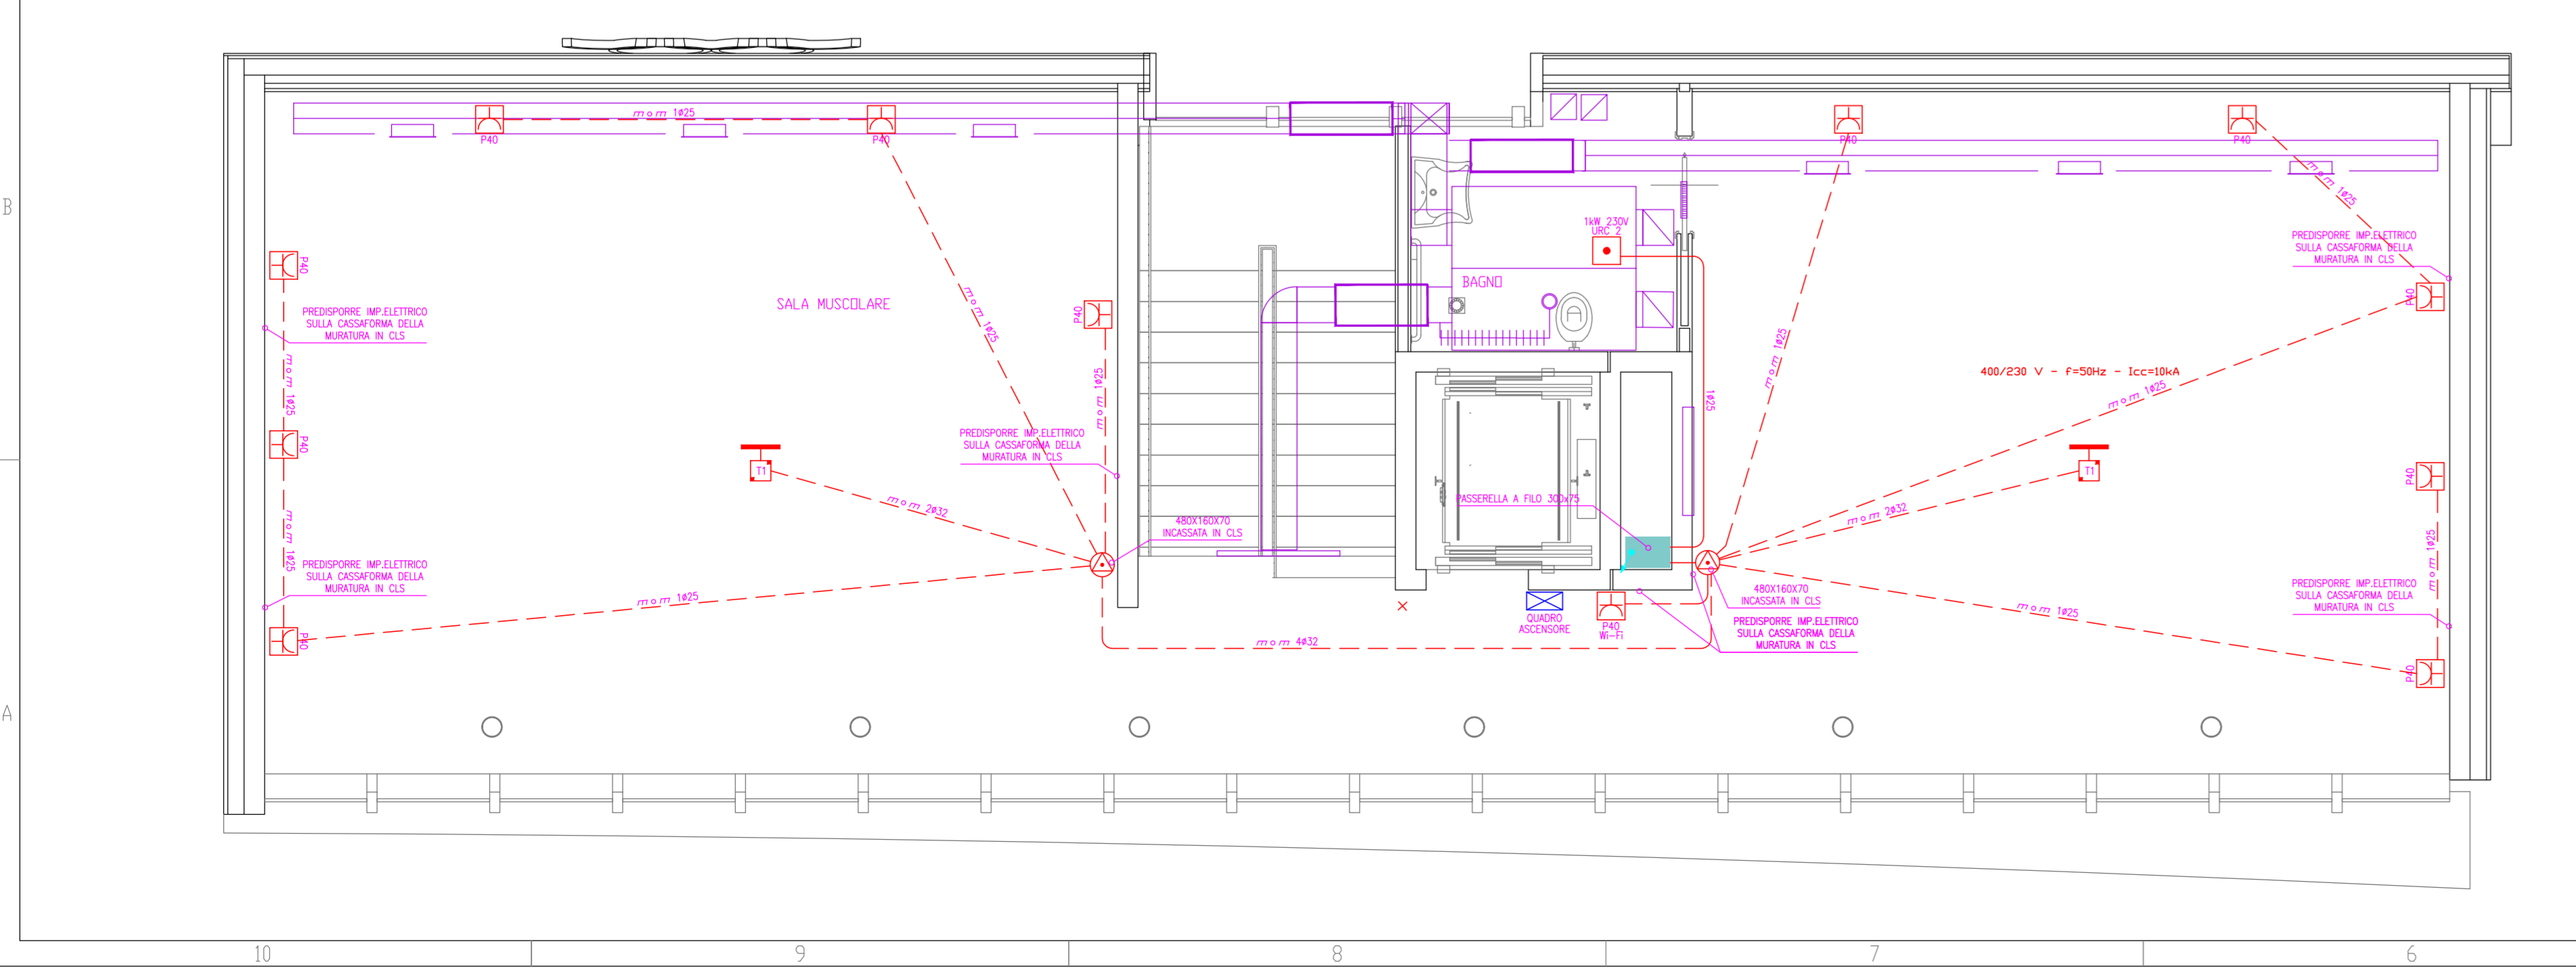 m o m 1ø25
P40
P40
P40
P40
B
1kW 230V
URC 2
m o m 1ø25
PREDISPORRE IMP.ELETTRICO
SULLA CASSAFORMA DELLA
MURATURA IN CLS
P40
BAGNO
SALA MUSCOLARE
P40
P40
PREDISPORRE IMP.ELETTRICO
SULLA CASSAFORMA DELLA
MURATURA IN CLS
m o m 1ø25
m o m 1ø25
400/230 V - f=50Hz - Icc=10kA
m o m 1ø25
m o m 1ø25
m o m 1ø25
1ø25
PREDISPORRE IMP.ELETTRICO
SULLA CASSAFORMA DELLA
MURATURA IN CLS
P40
T1
T1
P40
m o m 2ø32
PASSERELLA A FILO 300x75
m o m 2ø32
480X160X70
INCASSATA IN CLS
m o m 1ø25
m o m 1ø25
PREDISPORRE IMP.ELETTRICO
SULLA CASSAFORMA DELLA
MURATURA IN CLS
480X160X70
INCASSATA IN CLS
PREDISPORRE IMP.ELETTRICO
SULLA CASSAFORMA DELLA
MURATURA IN CLS
m o m 1ø25
m o m 1ø25
QUADRO
ASCENSORE
P40
Wi-Fi
PREDISPORRE IMP.ELETTRICO
SULLA CASSAFORMA DELLA
MURATURA IN CLS
P40
m o m 4ø32
P40
A
10
9
8
7
6